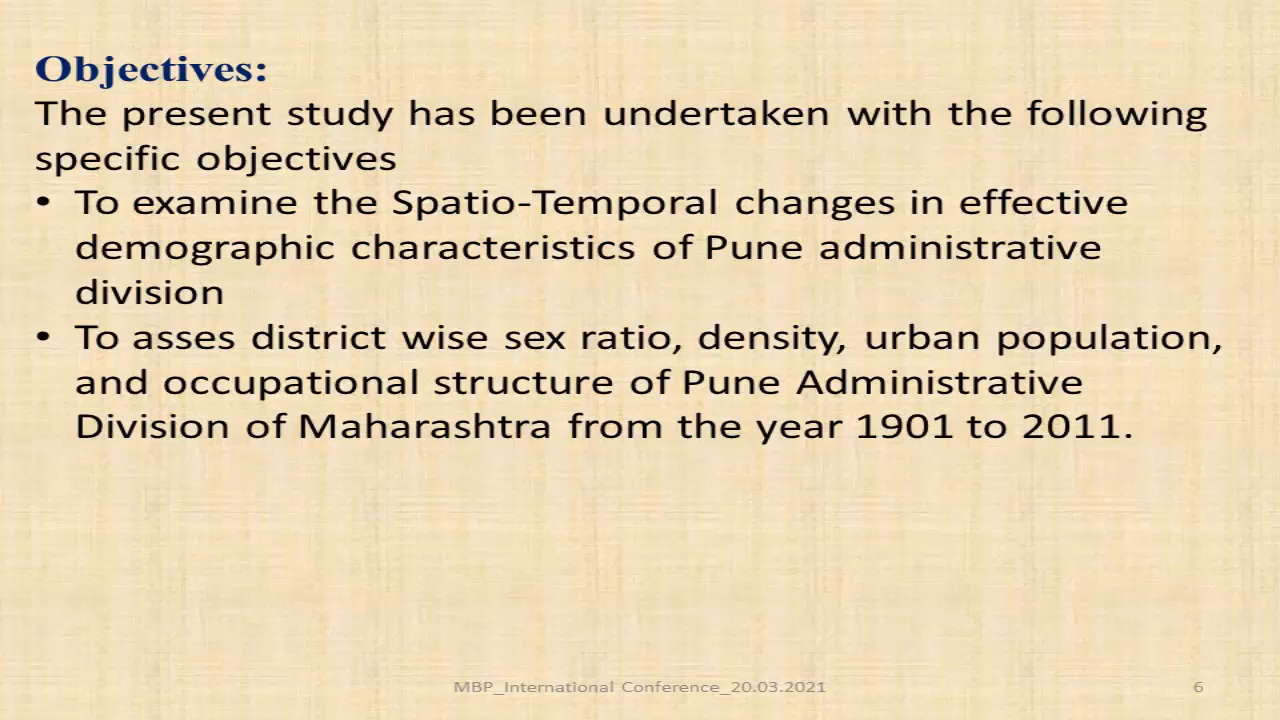 Objectives:
The present study has been undertaken with the following
specific objectives
• To examine the Spatio-Temporal changes in effective
demographic characteristics of Pune administrative
division
• To asses district wise sex ratio, density, urban population,
and occupational structure of Pune Administrative
Division of Maharashtra from the year 1901 to 2011.
MBP_International Conference_20.03.2021
6